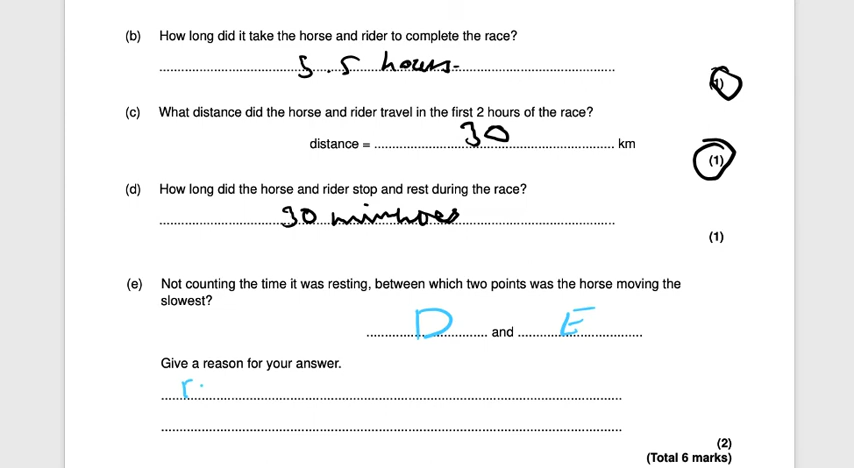 (b) How long did it take the horse and rider to complete the race?
5.5 hours.
(1)
(c) What distance did the horse and rider travel in the first 2 hours of the race?
distance = 30 km
(1)
(d) How long did the horse and rider stop and rest during the race?
30 minutes
(1)
(e) Not counting the time it was resting, between which two points was the horse moving the
slowest?
D and E
Give a reason for your answer.
r
(2)
(Total 6 marks)